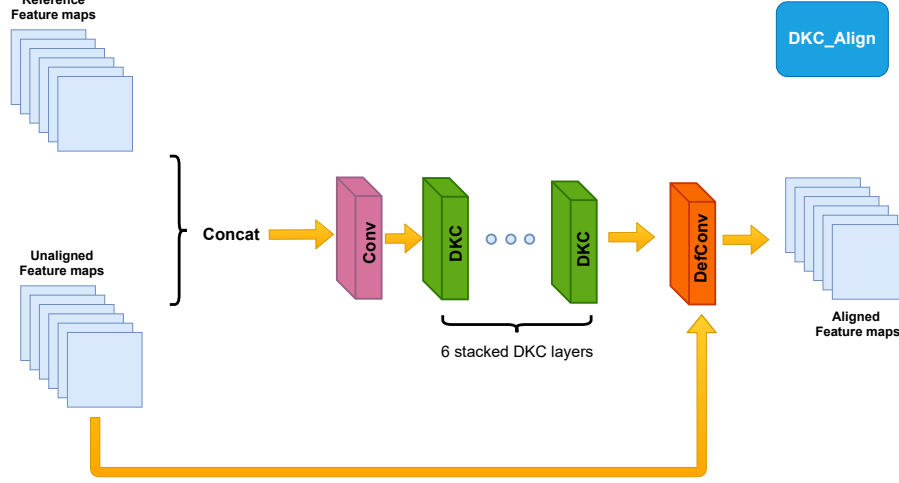 Reference
Feature maps
DKC_Align
Concat
Conv
DKC
DKC
DefConv
Unaligned
Feature maps
6 stacked DKC layers
Aligned
Feature maps